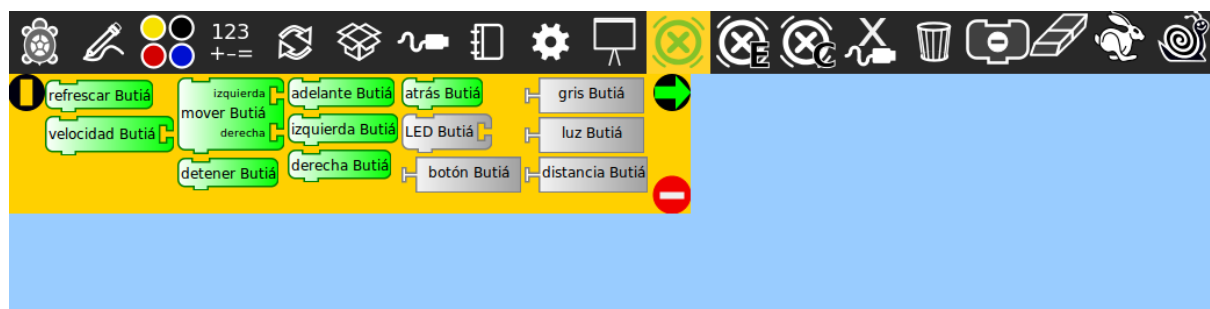 123
+-=
E
C
X
refrescar Butiá
velocidad Butiá
izquierda
mover Butiá
derecha
detener Butiá
adelante Butiá
izquierda Butiá
derecha Butiá
atrás Butiá
LED Butiá
botón Butiá
gris Butiá
luz Butiá
distancia Butiá